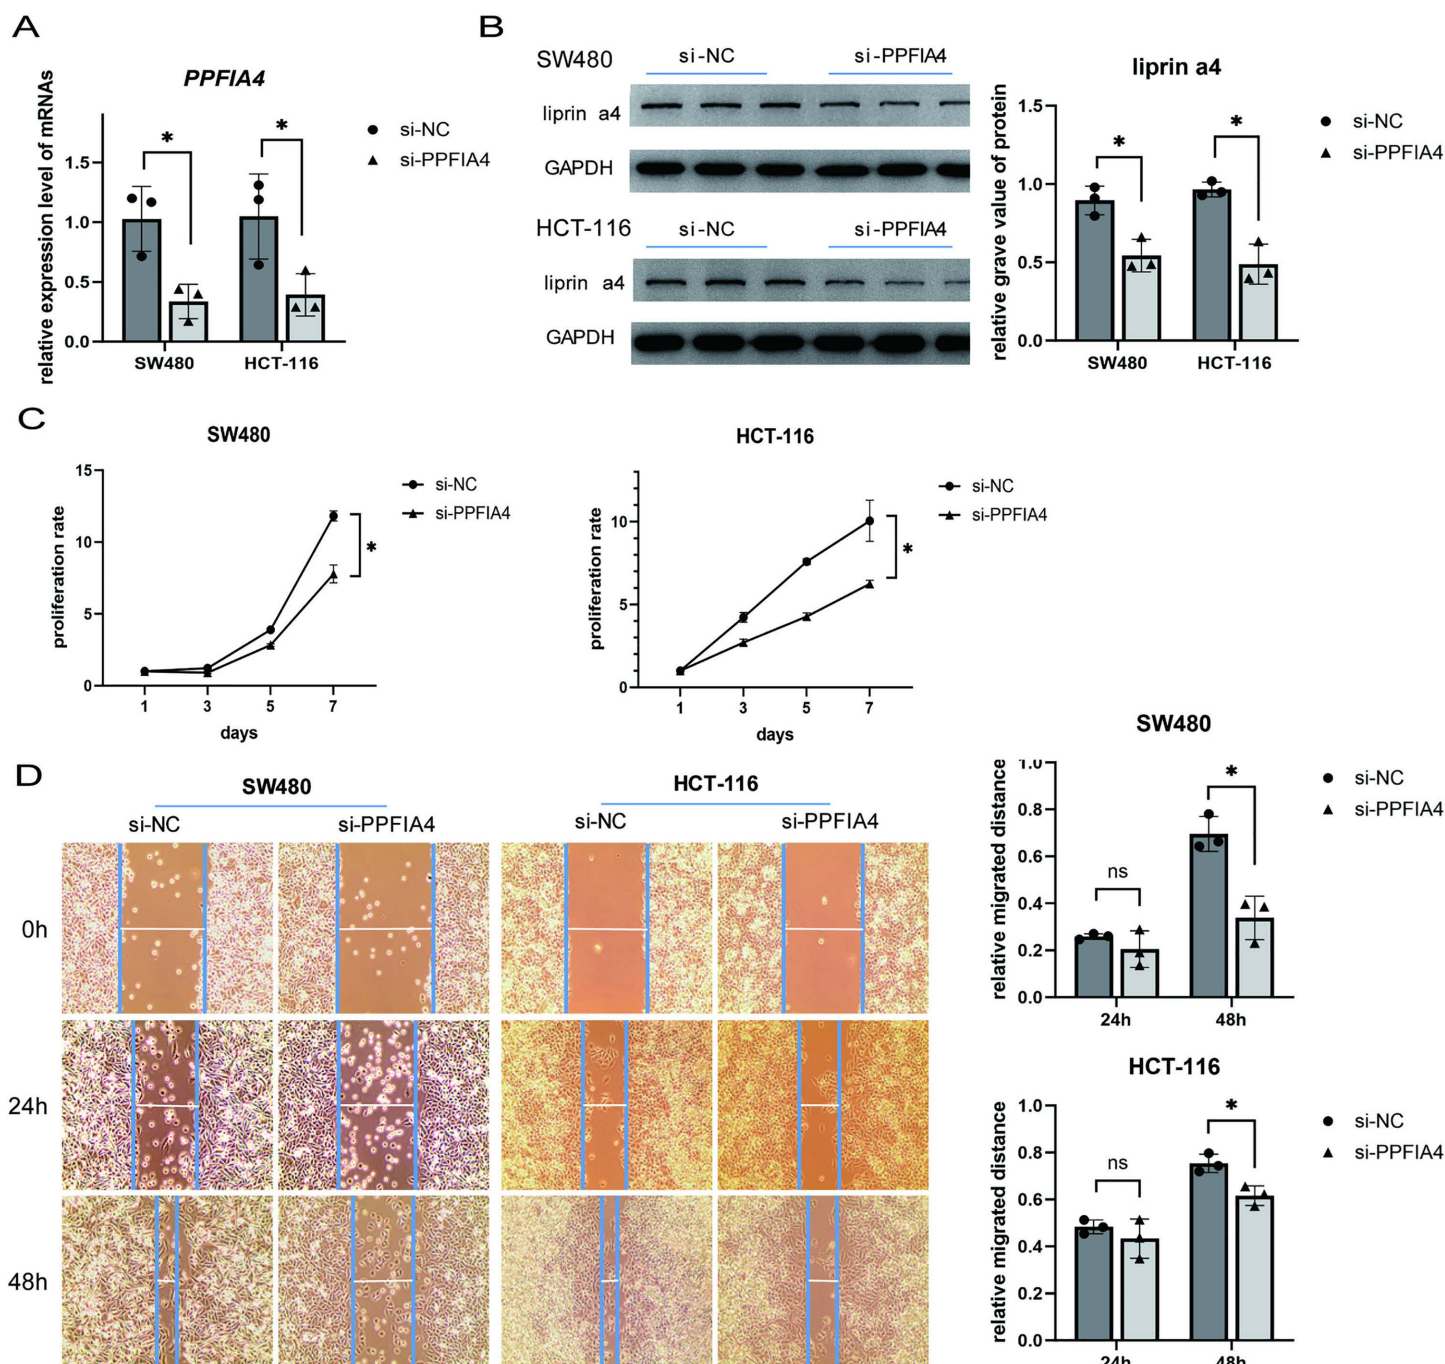 A
PPFIA4
relative expression level of mRNAs
1.5
1.0
0.5
0.0
*
*
SW480
HCT-116
si-NC
si-PPFIA4
B
SW480
si-NC
si-PPFIA4
liprin a4
GAPDH
HCT-116
si-NC
si-PPFIA4
liprin a4
GAPDH
liprin a4
relative grave value of protein
1.5
1.0
0.5
0.0
*
*
SW480
HCT-116
si-NC
si-PPFIA4
C
SW480
proliferation rate
15
10
5
0
1 3 5 7
days
si-NC
si-PPFIA4
*
HCT-116
proliferation rate
10
5
0
1 3 5 7
days
si-NC
si-PPFIA4
*
D
SW480
HCT-116
si-NC
si-PPFIA4
si-NC
si-PPFIA4
0h
24h
48h
SW480
relative migrated distance
1.0
0.8
0.6
0.4
0.2
0.0
ns
*
24h
48h
si-NC
si-PPFIA4
HCT-116
relative migrated distance
1.0
0.8
0.6
0.4
0.2
0.0
ns
*
24h
48h
si-NC
si-PPFIA4